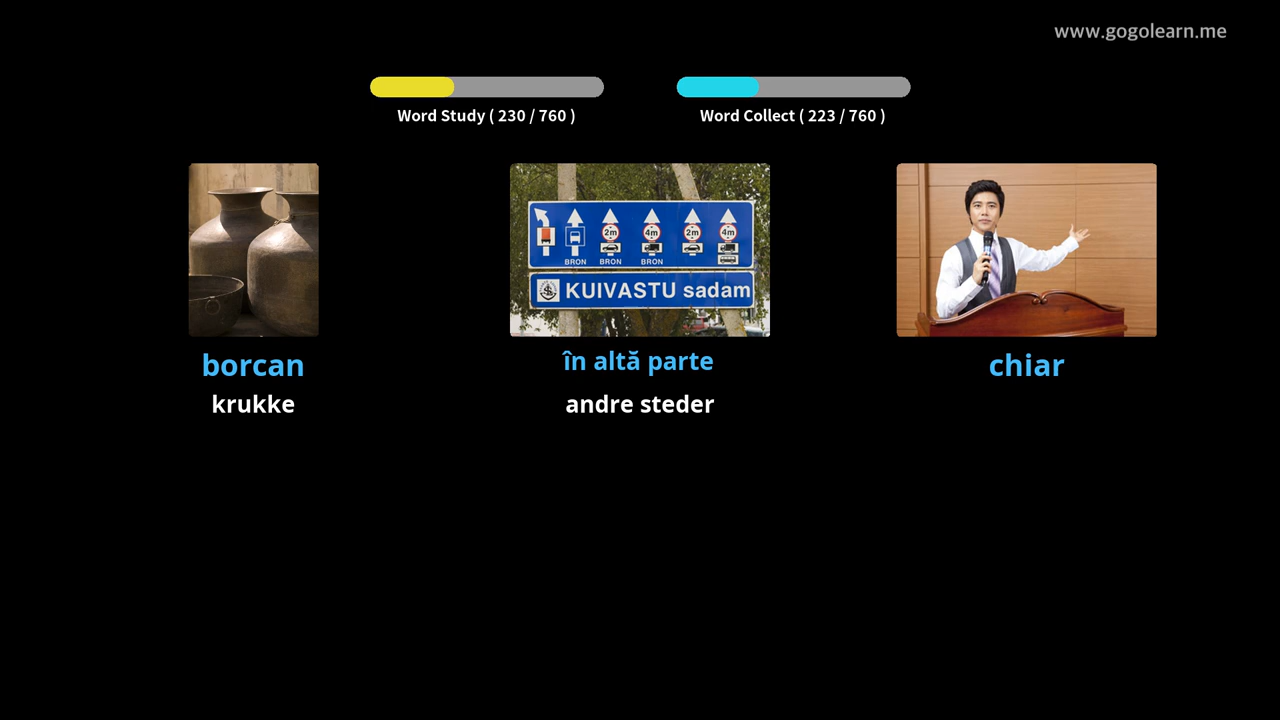 www.gogolearn.me
Word Study ( 230 / 760 )
Word Collect ( 223 / 760 )
2m
4m
2m
4m
BRON
BRON
BRON
KUIVASTU sadam
borcan
în altă parte
chiar
krukke
andre steder